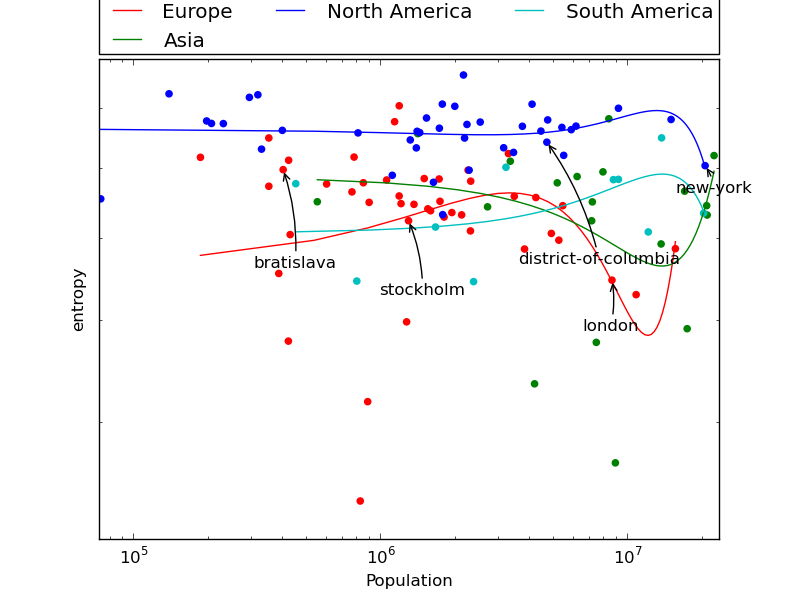 Europe North America South America
Asia
new-york
bratislava
district-of-columbia
stockholm
london
entropy
10^5 10^6 10^7
Population